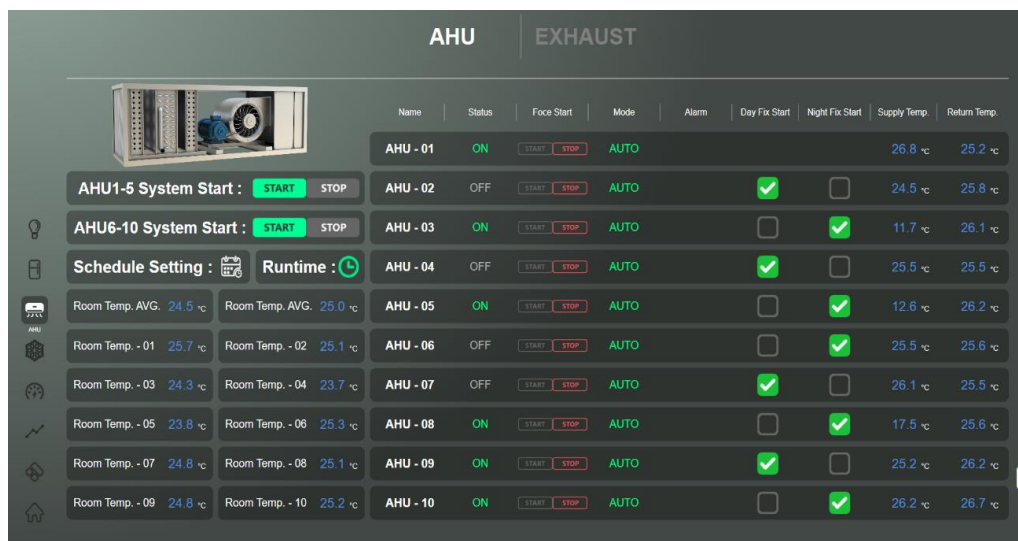 AHU EXHAUST
Name Status Foce Start Mode Alarm Day Fix Start Night Fix Start Supply Temp. Return Temp.
AHU - 01 ON START STOP AUTO 26.8 °C 25.2 °C
AHU1-5 System Start : START STOP
AHU - 02 OFF START STOP AUTO 24.5 °C 25.8 °C
AHU6-10 System Start : START STOP
AHU - 03 ON START STOP AUTO 11.7 °C 26.1 °C
Schedule Setting : Runtime :
AHU - 04 OFF START STOP AUTO 25.5 °C 25.5 °C
Room Temp. AVG. 24.5 °C Room Temp. AVG. 25.0 °C
AHU - 05 ON START STOP AUTO 12.6 °C 26.2 °C
AHU
Room Temp. - 01 25.7 °C Room Temp. - 02 25.1 °C
AHU - 06 OFF START STOP AUTO 25.5 °C 25.6 °C
Room Temp. - 03 24.3 °C Room Temp. - 04 23.7 °C
AHU - 07 OFF START STOP AUTO 26.1 °C 25.5 °C
Room Temp. - 05 23.8 °C Room Temp. - 06 25.3 °C
AHU - 08 ON START STOP AUTO 17.5 °C 25.6 °C
Room Temp. - 07 24.8 °C Room Temp. - 08 25.1 °C
AHU - 09 ON START STOP AUTO 25.2 °C 26.2 °C
Room Temp. - 09 24.8 °C Room Temp. - 10 25.2 °C
AHU - 10 ON START STOP AUTO 26.2 °C 26.7 °C